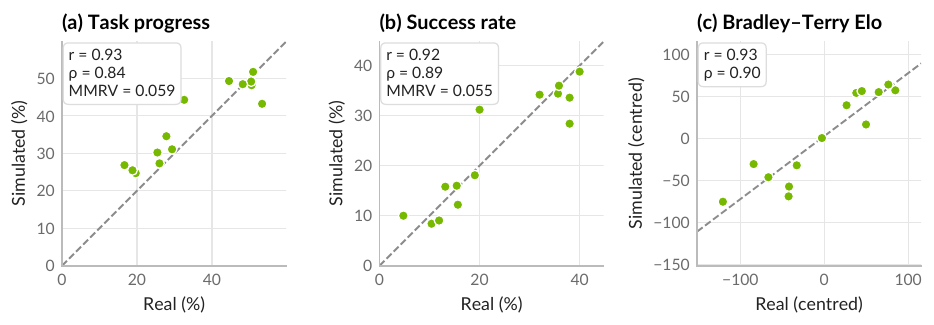 (a) Task progress
r = 0.93
ρ = 0.84
MMRV = 0.059
50
40
30
20
10
0
0
20
40
Simulated (%)
Real (%)
(b) Success rate
r = 0.92
ρ = 0.89
MMRV = 0.055
40
30
20
10
0
0
20
40
Simulated (%)
Real (%)
(c) Bradley–Terry Elo
r = 0.93
ρ = 0.90
100
50
0
−50
−100
−150
−100
0
100
Simulated (centred)
Real (centred)